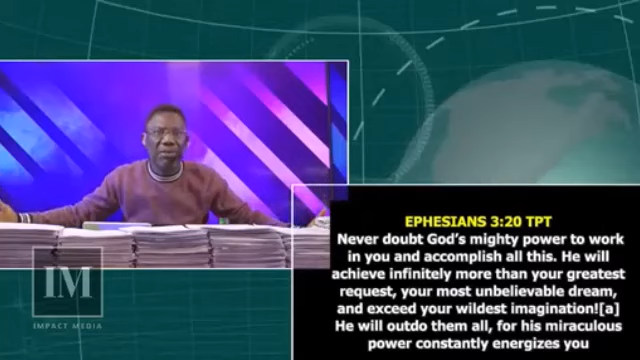 EPHESIANS 3:20 TPT
Never doubt God's mighty power to work
in you and accomplish all this. He will
achieve infinitely more than your greatest
request, your most unbelievable dream,
and exceed your wildest imagination![a]
He will outdo them all, for his miraculous
power constantly energizes you
IM
IMPACT MEDIA